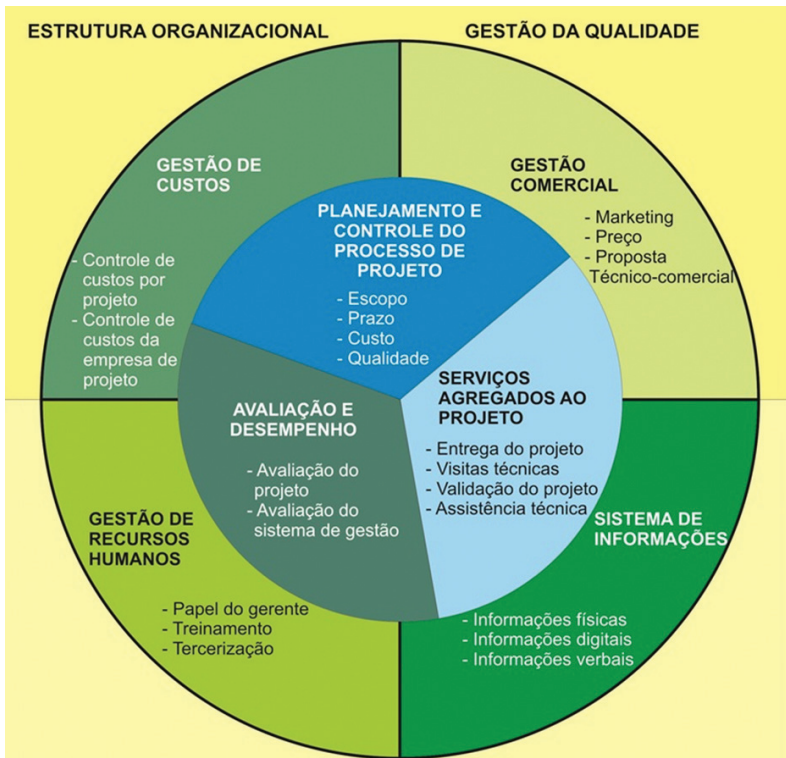 ESTRUTURA ORGANIZACIONAL
GESTÃO DA QUALIDADE
GESTÃO DE
CUSTOS
- Controle de
custos por
projeto
- Controle de
custos da
empresa de
projeto
GESTÃO
COMERCIAL
- Marketing
- Preço
- Proposta
Técnico-comercial
PLANEJAMENTO E
CONTROLE DO
PROCESSO DE
PROJETO
- Escopo
- Prazo
- Custo
- Qualidade
AVALIAÇÃO E
DESEMPENHO
- Avaliação do
projeto
- Avaliação do
sistema de gestão
SERVIÇOS
AGREGADOS AO
PROJETO
- Entrega do projeto
- Visitas técnicas
- Validação do projeto
- Assistência técnica
GESTÃO DE
RECURSOS
HUMANOS
- Papel do gerente
- Treinamento
- Tercerização
SISTEMA DE
INFORMAÇÕES
- Informações físicas
- Informações digitais
- Informações verbais